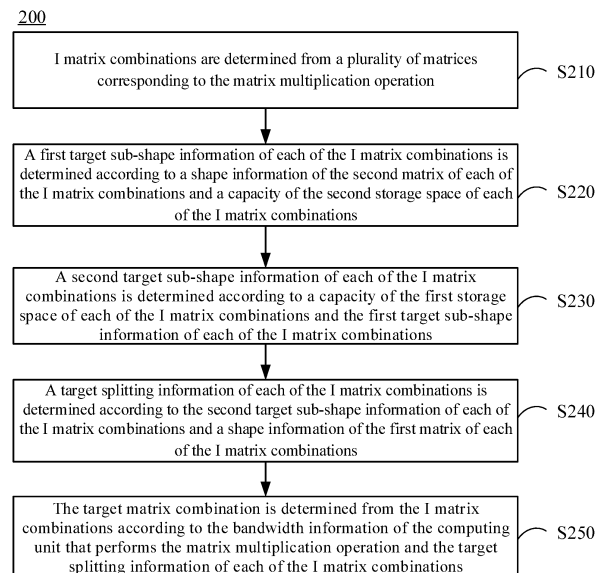 200
I matrix combinations are determined from a plurality of matrices
corresponding to the matrix multiplication operation
S210
A first target sub-shape information of each of the I matrix combinations is
determined according to a shape information of the second matrix of each of
the I matrix combinations and a capacity of the second storage space of each
of the I matrix combinations
S220
A second target sub-shape information of each of the I matrix
combinations is determined according to a capacity of the first storage
space of each of the I matrix combinations and the first target sub-shape
information of each of the I matrix combinations
S230
A target splitting information of each of the I matrix combinations is
determined according to the second target sub-shape information of each of
the I matrix combinations and a shape information of the first matrix of each
of the I matrix combinations
S240
The target matrix combination is determined from the I matrix
combinations according to the bandwidth information of the computing
unit that performs the matrix multiplication operation and the target
splitting information of each of the I matrix combinations
S250